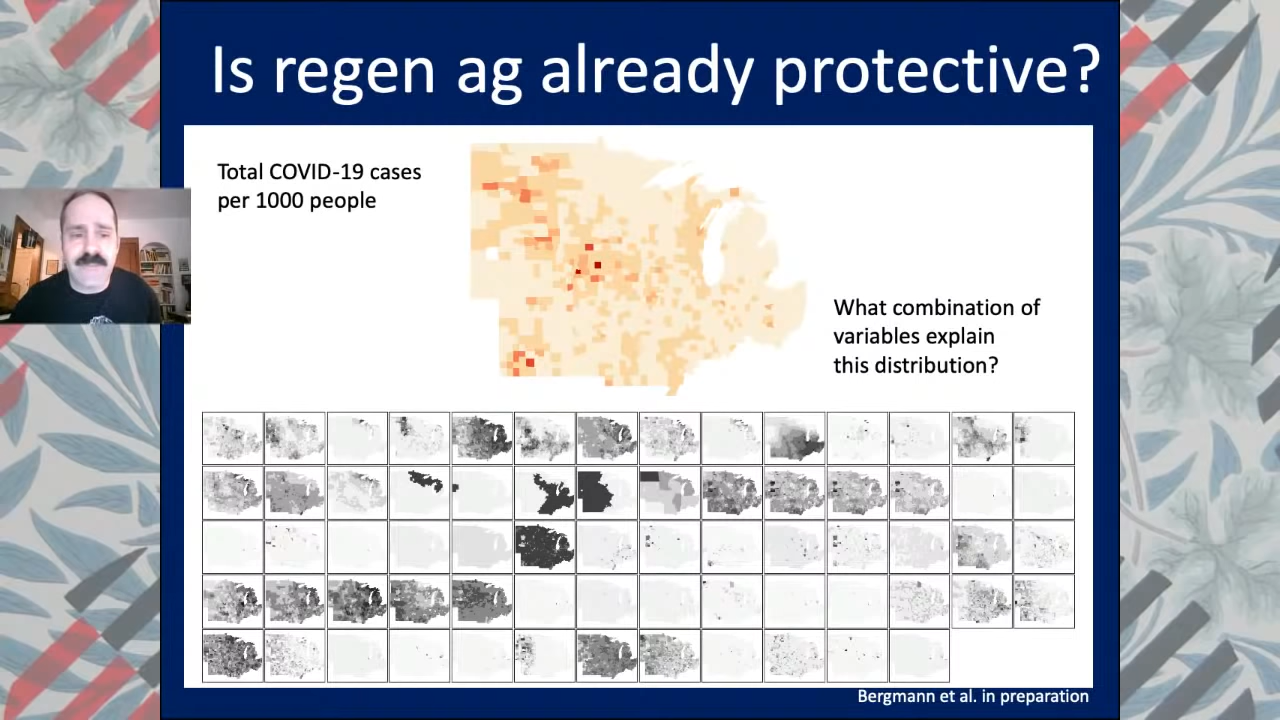 Is regen ag already protective?
Total COVID-19 cases
per 1000 people
What combination of
variables explain
this distribution?
Bergmann et al. in preparation